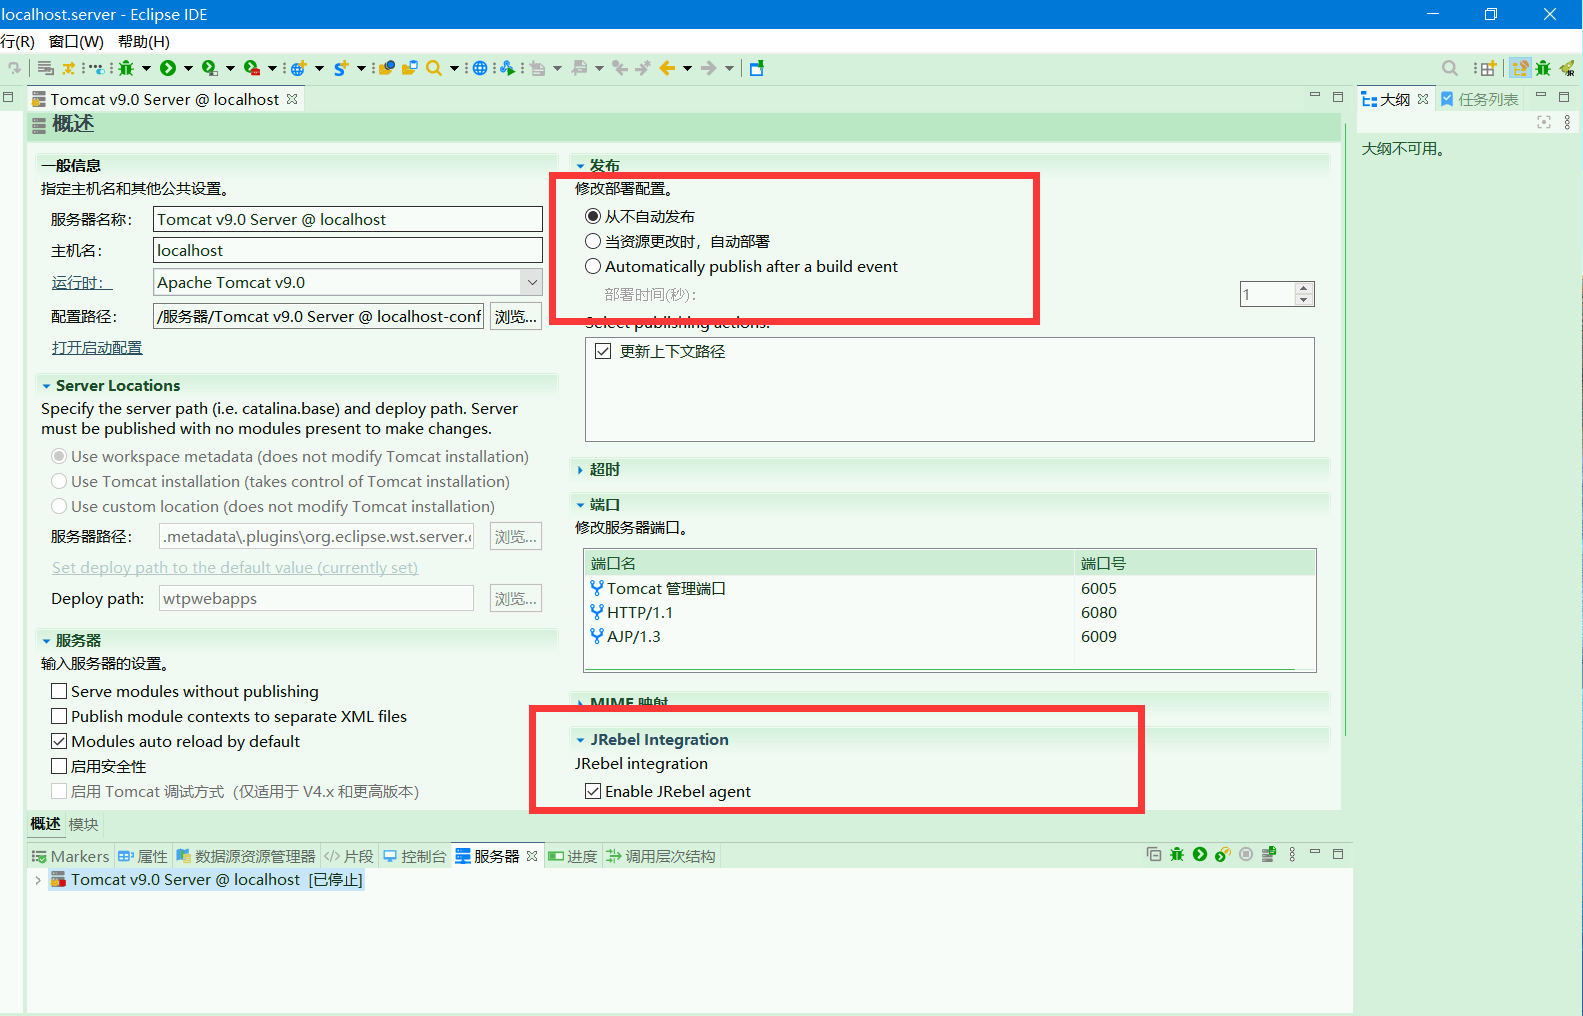 localhost.server - Eclipse IDE
行(R) 窗口(W) 帮助(H)
Tomcat v9.0 Server @ localhost
概述
一般信息
指定主机名和其他公共设置。
服务器名称: Tomcat v9.0 Server @ localhost
主机名: localhost
运行时: Apache Tomcat v9.0
配置路径: /服务器/Tomcat v9.0 Server @ localhost-conf 浏览...
打开启动配置
Server Locations
Specify the server path (i.e. catalina.base) and deploy path. Server
must be published with no modules present to make changes.
Use workspace metadata (does not modify Tomcat installation)
Use Tomcat installation (takes control of Tomcat installation)
Use custom location (does not modify Tomcat installation)
服务器路径: .metadata\.plugins\org.eclipse.wst.server.c 浏览...
Set deploy path to the default value (currently set)
Deploy path: wtpwebapps 浏览...
服务器
输入服务器的设置。
Serve modules without publishing
Publish module contexts to separate XML files
Modules auto reload by default
启用安全性
启用 Tomcat 调试方式（仅适用于 V4.x 和更高版本）
发布
修改部署配置。
从不自动发布
当资源更改时，自动部署
Automatically publish after a build event
部署时间(秒): 1
Select publishing actions:
更新上下文路径
超时
端口
修改服务器端口。
端口名 端口号
Tomcat 管理端口 6005
HTTP/1.1 6080
AJP/1.3 6009
MIME 映射
JRebel Integration
JRebel integration
Enable JRebel agent
大纲 任务列表
大纲不可用。
概述 模块
Markers 属性 数据源资源管理器 片段 控制台 服务器 进度 调用层次结构
Tomcat v9.0 Server @ localhost [已停止]